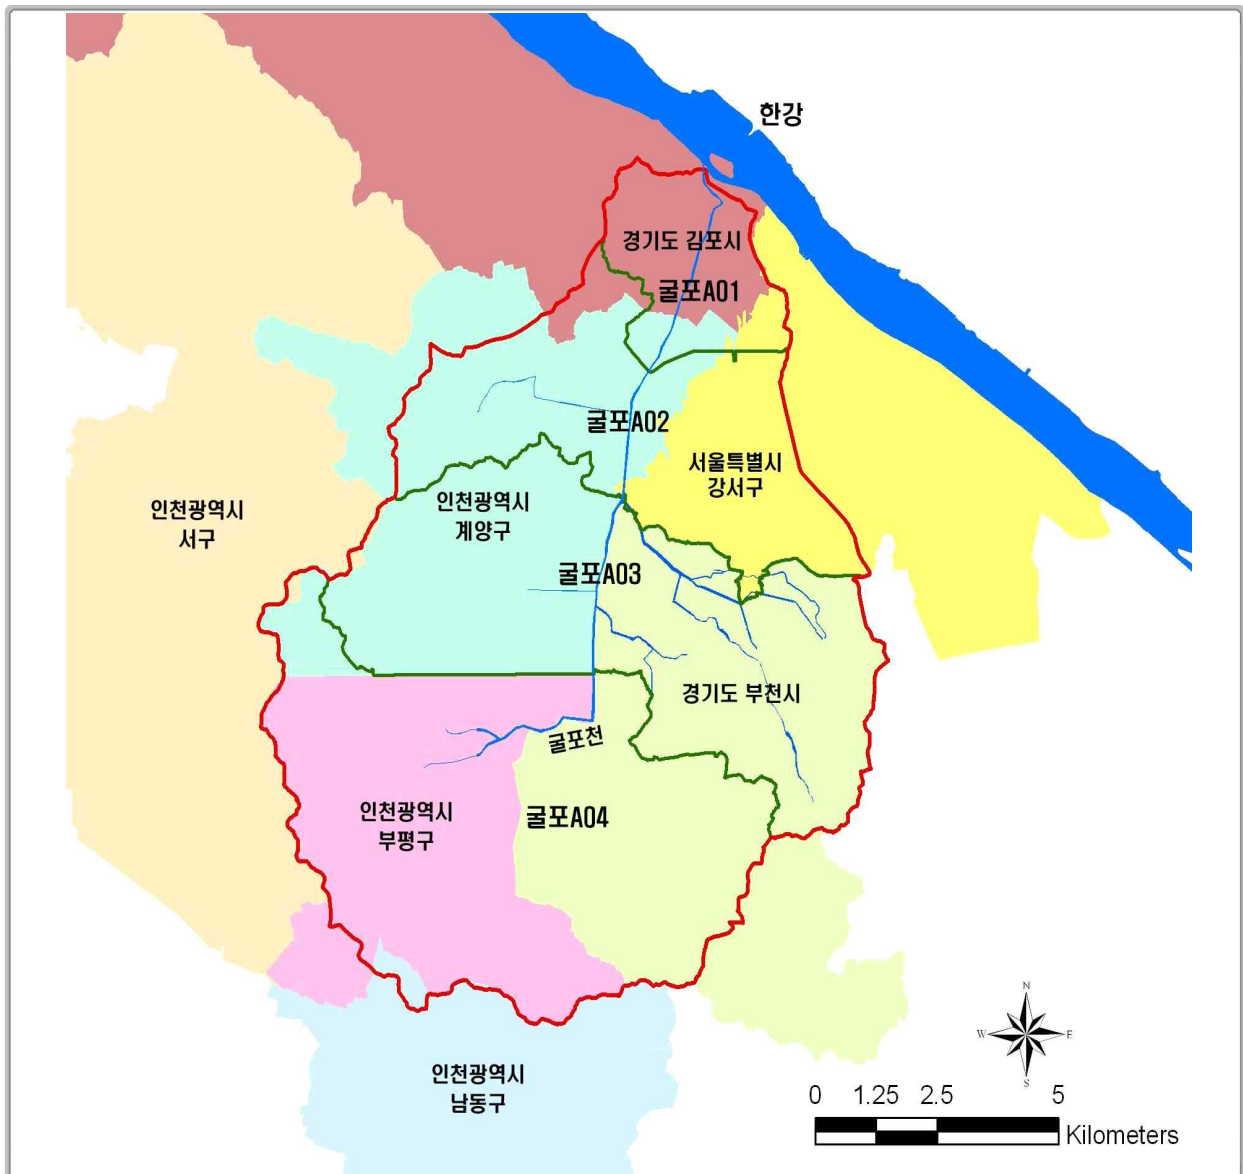 한강
경기도 김포시
굴포A01
굴포A02
서울특별시
강서구
인천광역시
계양구
인천광역시
서구
굴포A03
경기도 부천시
굴포천
인천광역시
부평구
굴포A04
인천광역시
남동구
N
W E
S
0 1.25 2.5 5
Kilometers